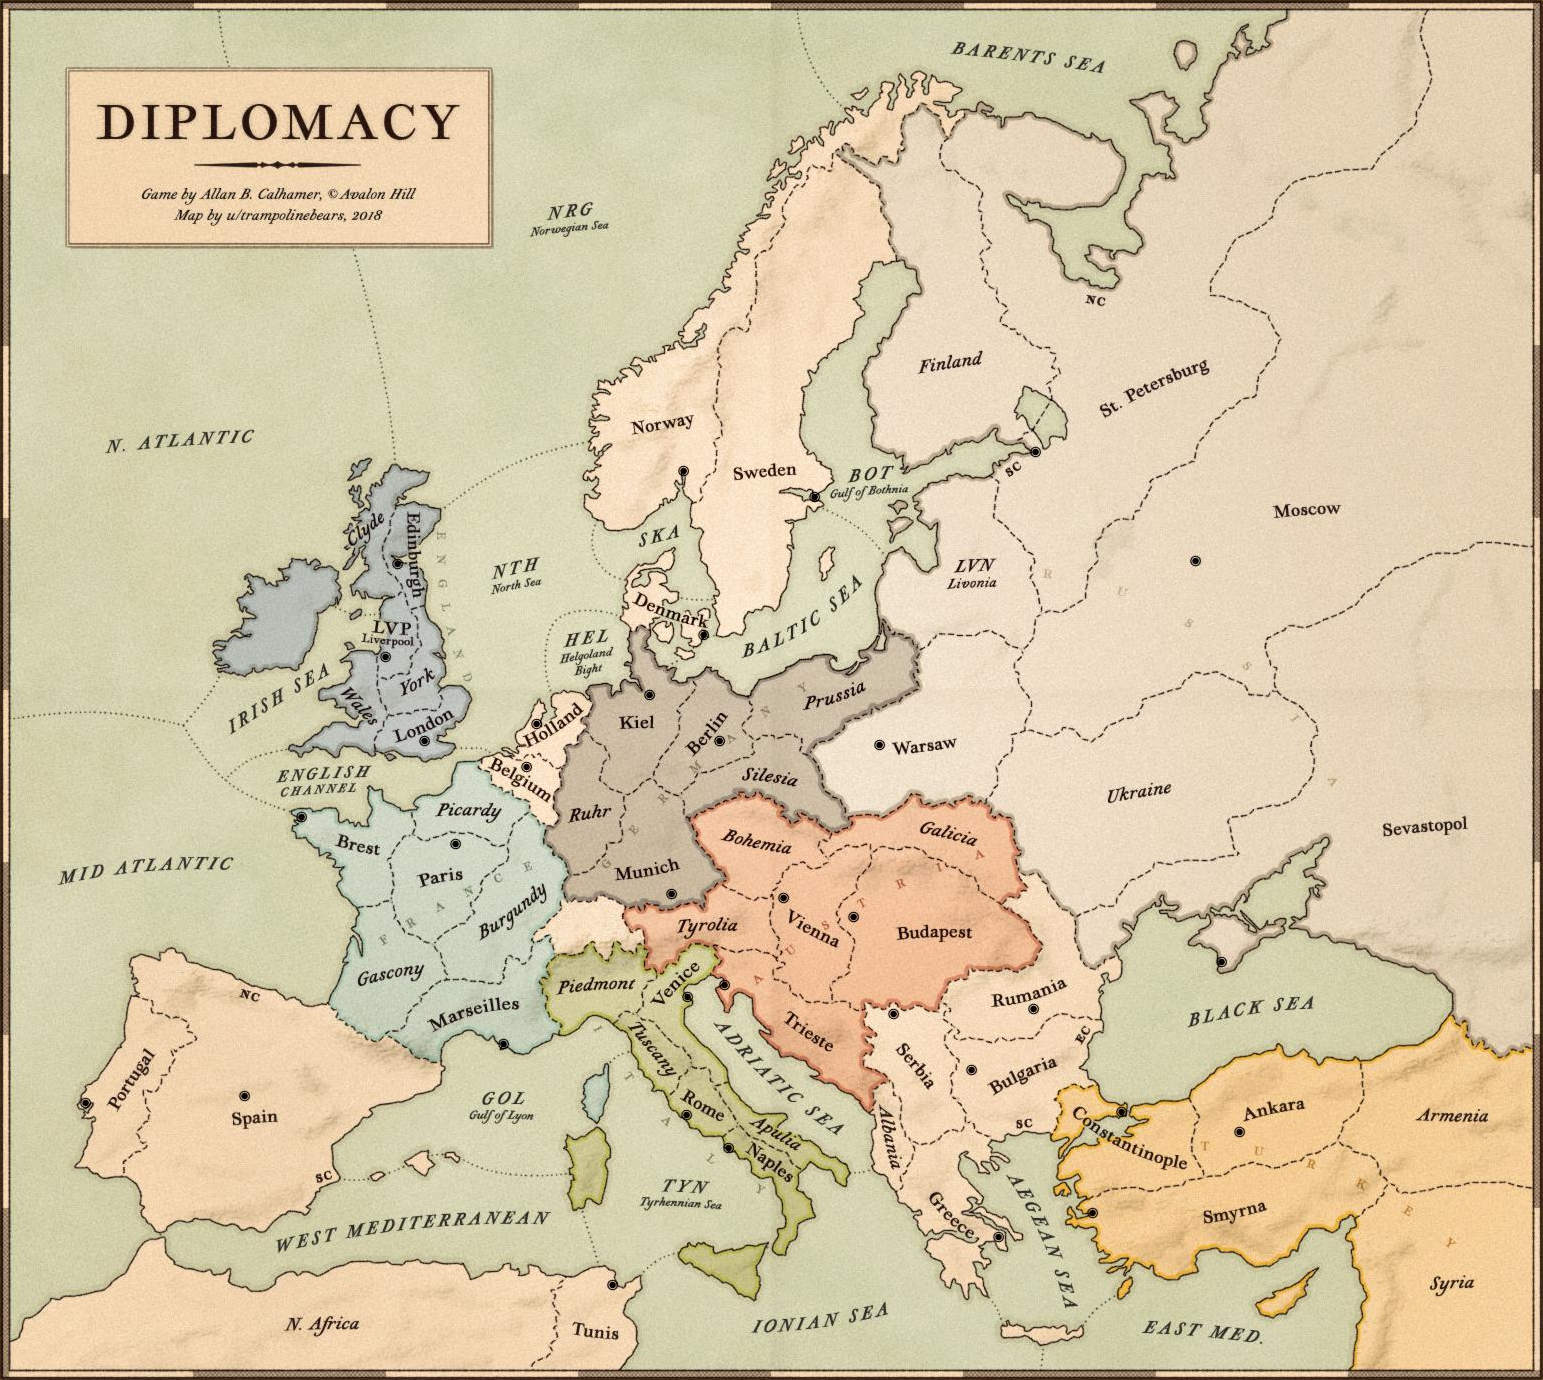 BARENTS SEA
DIPLOMACY
Game by Allan B. Calhamer, © Avalon Hill
Map by u/trampolinebears, 2018
NRG
Norwegian Sea
NC
Finland
St. Petersburg
N. ATLANTIC
Norway
Sweden
BOT
Gulf of Bothnia
SC
Moscow
Clyde
Edinburgh
ENGLAND
SKA
NTH
North Sea
LVN
Livonia
RUSSIA
Denmark
BALTIC SEA
LVP
Liverpool
HEL
Helgoland
Bight
IRISH SEA
Wales
York
London
Prussia
Holland
Kiel
Berlin
Warsaw
GERMANY
ENGLISH
CHANNEL
Belgium
Silesia
Ukraine
Picardy
Ruhr
Brest
Bohemia
Galicia
Sevastopol
MID ATLANTIC
Paris
Munich
FRANCE
Burgundy
Tyrolia
Vienna
Budapest
AUSTRIA
Gascony
Piedmont
Venice
Rumania
NC
Marseilles
Trieste
BLACK SEA
Tuscany
ADRIATIC SEA
Serbia
Bulgaria
EC
Portugal
Spain
GOL
Gulf of Lyon
ITALY
Rome
Apulia
Albania
SC
Constantinople
Ankara
Armenia
TURKEY
SC
Naples
TYN
Tyrrhennian Sea
WEST MEDITERRANEAN
Greece
AEGEAN SEA
Smyrna
Syria
N. Africa
Tunis
IONIAN SEA
EAST MED.